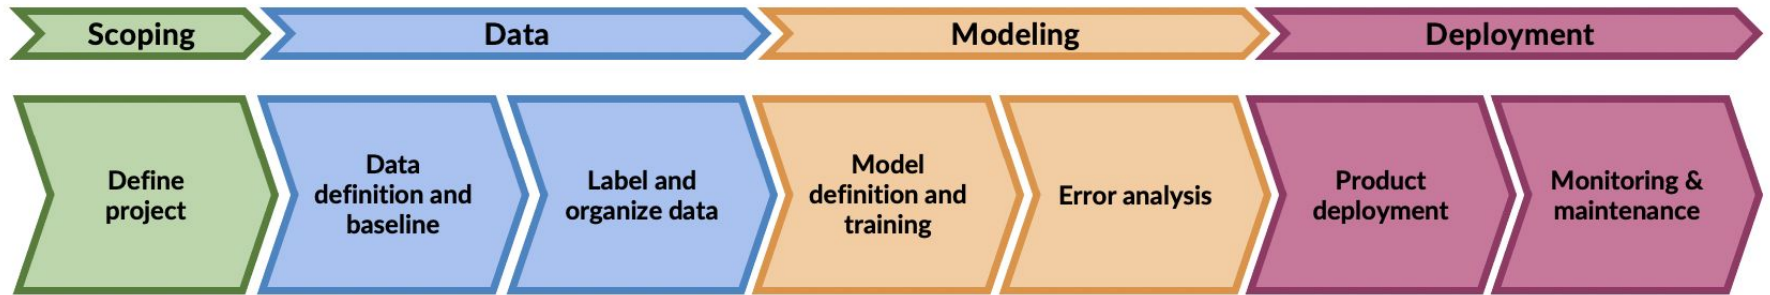 Scoping
Data
Modeling
Deployment
Define
project
Data
definition and
baseline
Label and
organize data
Model
definition and
training
Error analysis
Product
deployment
Monitoring &
maintenance